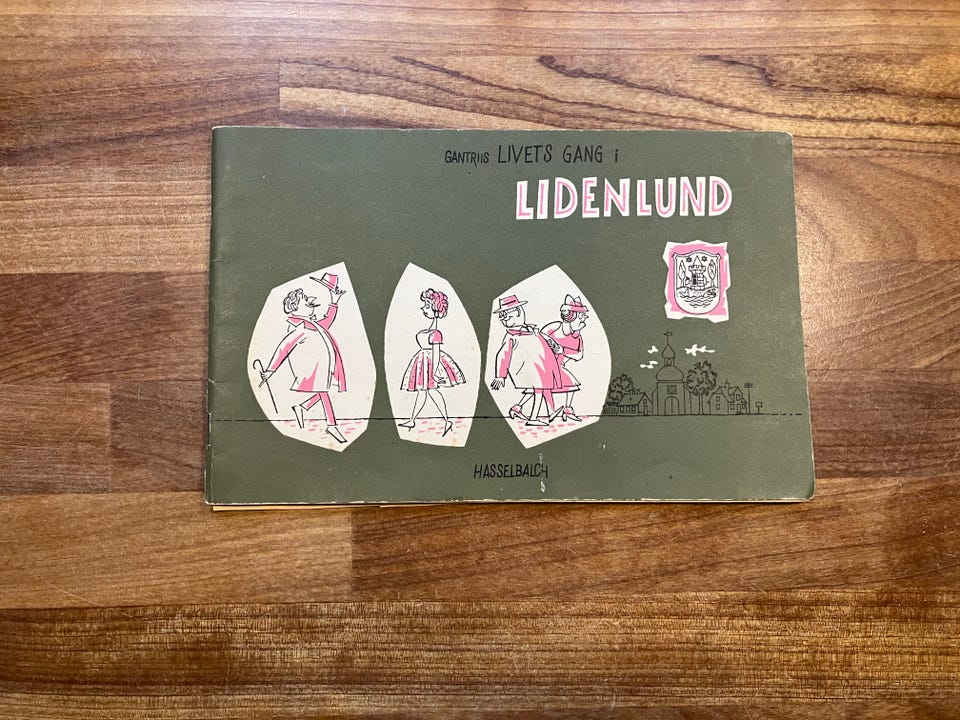 GANTRIIS LIVETS GANG i
LIDENLUND
HASSELBALCH